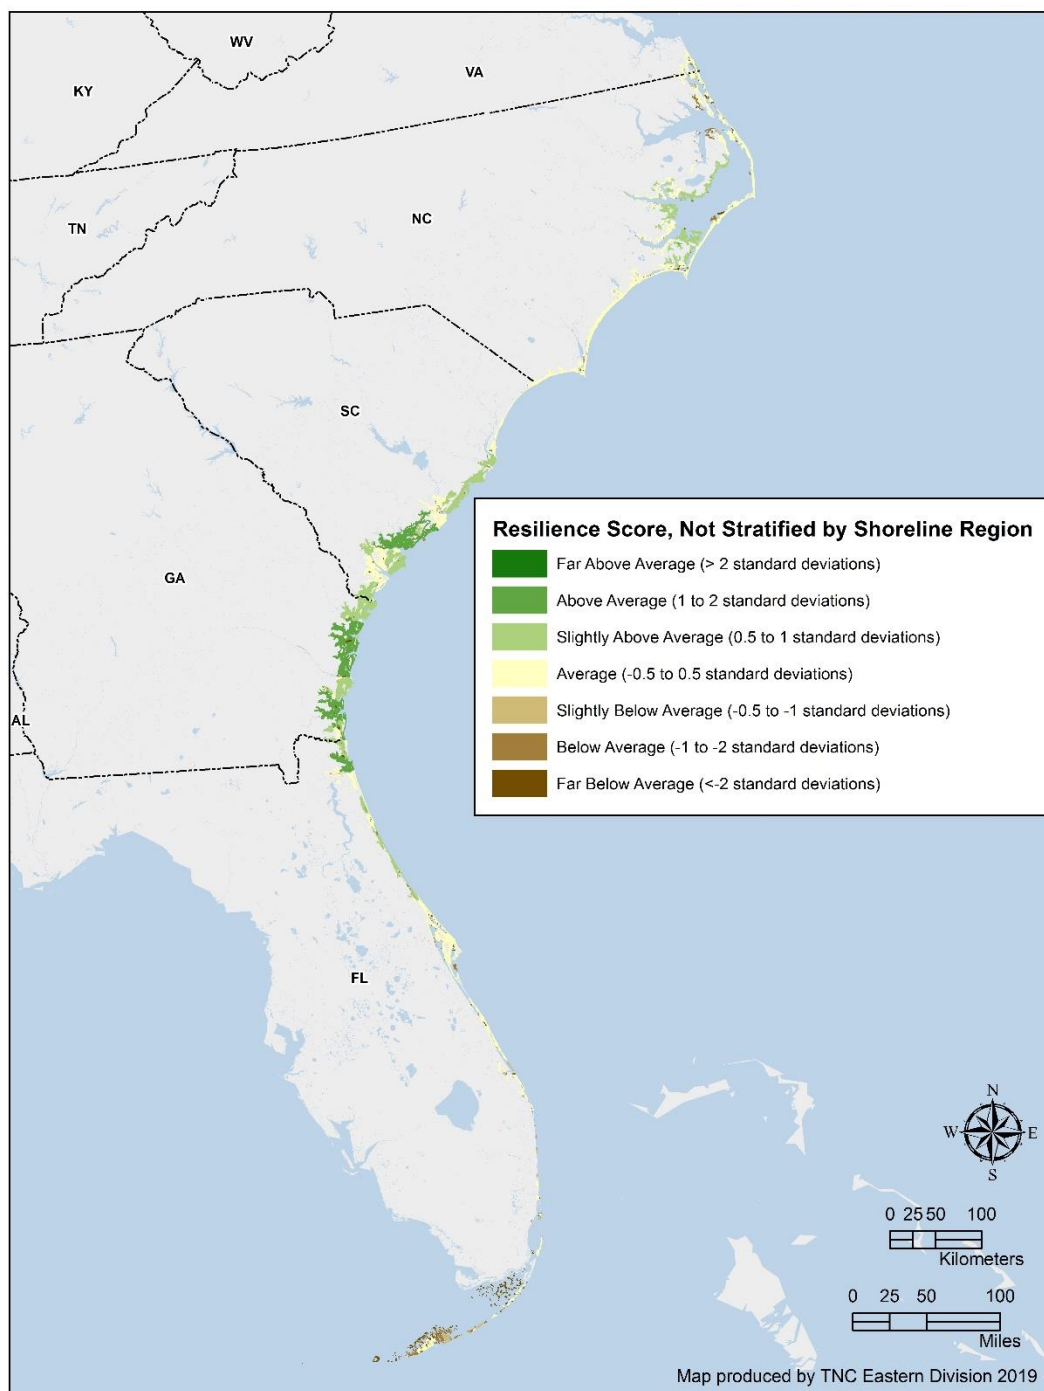 WV
VA
KY
TN
NC
SC
GA
AL
FL
Resilience Score, Not Stratified by Shoreline Region
Far Above Average (> 2 standard deviations)
Above Average (1 to 2 standard deviations)
Slightly Above Average (0.5 to 1 standard deviations)
Average (-0.5 to 0.5 standard deviations)
Slightly Below Average (-0.5 to -1 standard deviations)
Below Average (-1 to -2 standard deviations)
Far Below Average (<-2 standard deviations)
N
W E
S
0 25 50 100
Kilometers
0 25 50 100
Miles
Map produced by TNC Eastern Division 2019